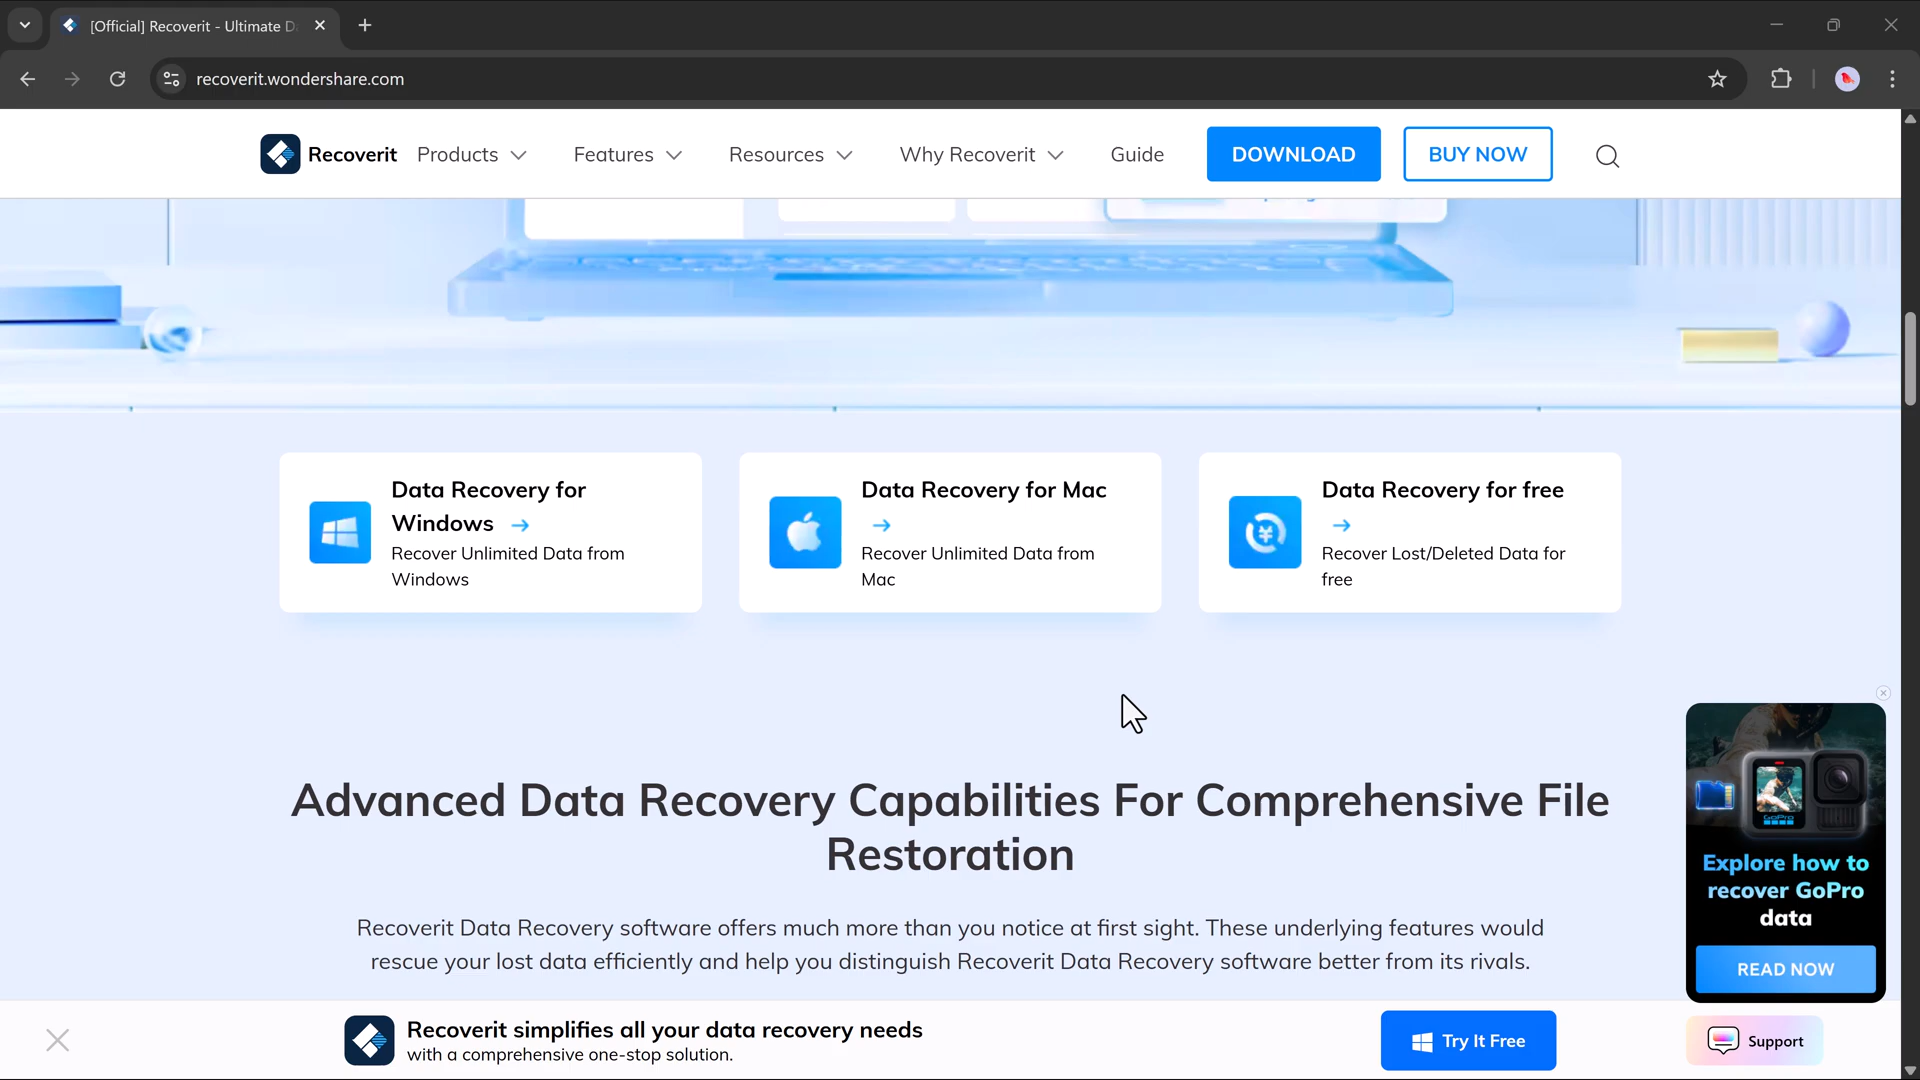 [Official] Recoverit - Ultimate D
recoverit.wondershare.com
Recoverit Products Features Resources Why Recoverit Guide DOWNLOAD BUY NOW
Data Recovery for
Windows
Recover Unlimited Data from
Windows
Data Recovery for Mac
Recover Unlimited Data from
Mac
Data Recovery for free
Recover Lost/Deleted Data for
free
Advanced Data Recovery Capabilities For Comprehensive File
Restoration
Recoverit Data Recovery software offers much more than you notice at first sight. These underlying features would
rescue your lost data efficiently and help you distinguish Recoverit Data Recovery software better from its rivals.
GoPro
Explore how to
recover GoPro
data
READ NOW
Recoverit simplifies all your data recovery needs
with a comprehensive one-stop solution.
Try It Free
Support